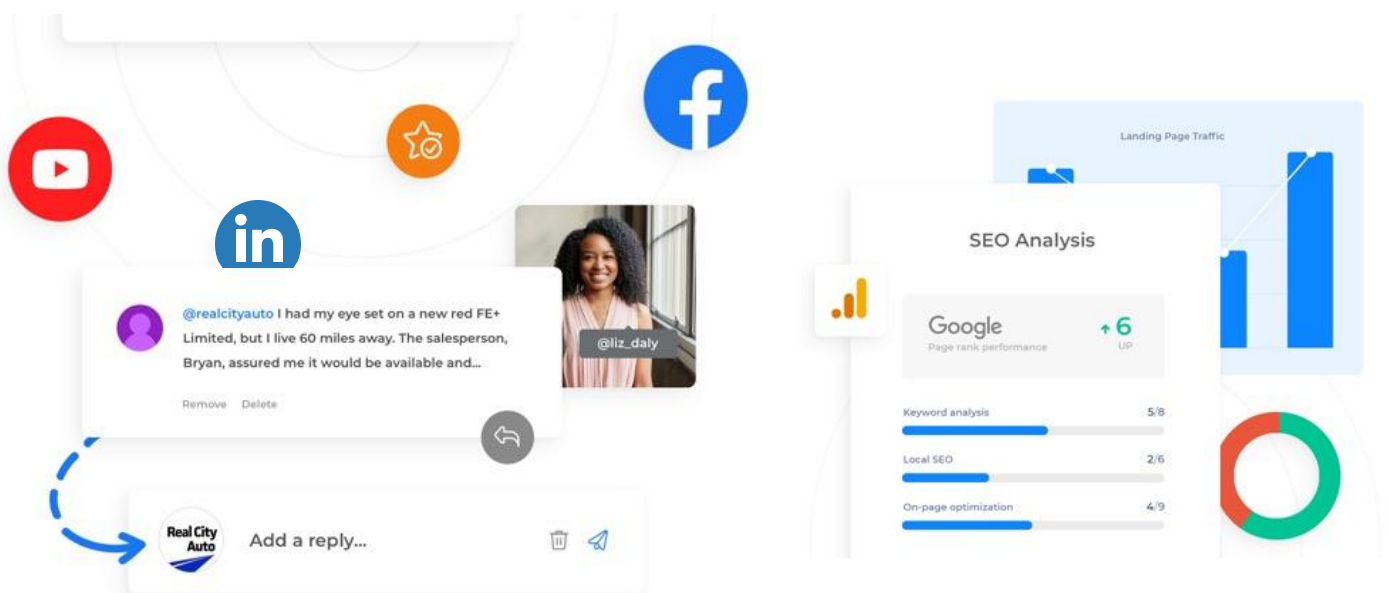 in
@realcityauto I had my eye set on a new red FE+
Limited, but I live 60 miles away. The salesperson,
Bryan, assured me it would be available and...
Remove Delete
@liz_daly
Real City
Auto
Add a reply...
Landing Page Traffic
SEO Analysis
Google
Page rank performance
6
UP
Keyword analysis
5/8
Local SEO
2/6
On-page optimization
4/9